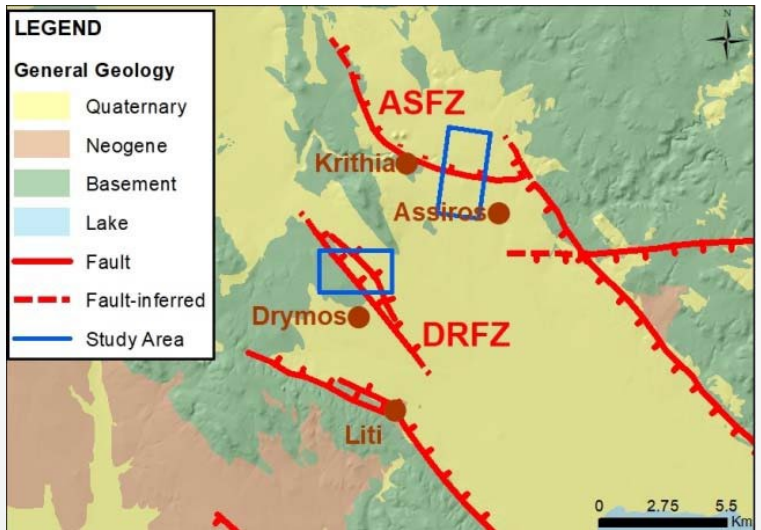 LEGEND
General Geology
Quaternary
Neogene
Basement
Lake
Fault
Fault-inferred
Study Area
N
ASFZ
Krithia
Assiros
Drymos
DRFZ
Liti
0 2.75 5.5
Km